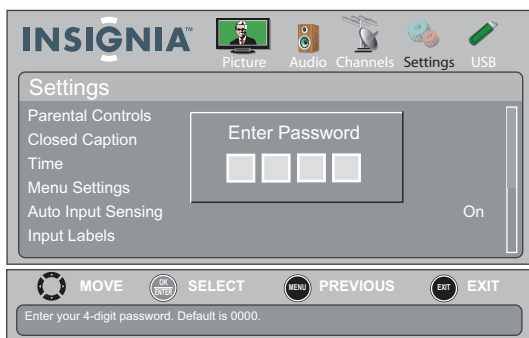 INSIGNIA™
Picture Audio Channels Settings USB
Settings
Parental Controls
Closed Caption
Time
Menu Settings
Auto Input Sensing On
Input Labels
Enter Password
MOVE OK ENTER SELECT MENU PREVIOUS EXIT EXIT
Enter your 4-digit password. Default is 0000.